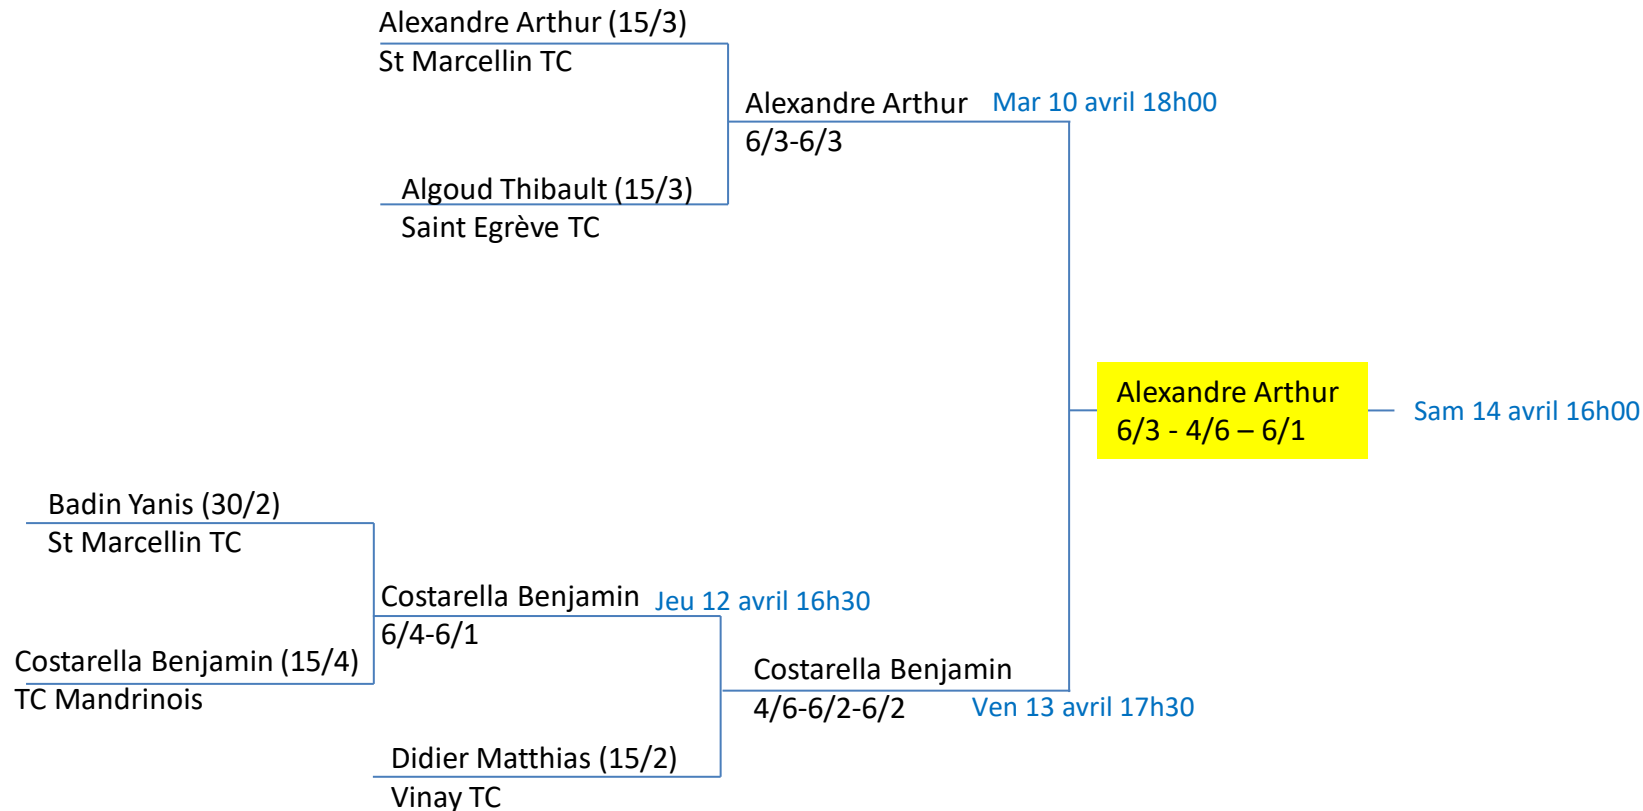 Alexandre Arthur (15/3)
St Marcellin TC
Alexandre Arthur Mar 10 avril 18h00
6/3-6/3
Algoud Thibault (15/3)
Saint Egrève TC
Alexandre Arthur
6/3 - 4/6 – 6/1
Sam 14 avril 16h00
Badin Yanis (30/2)
St Marcellin TC
Costarella Benjamin Jeu 12 avril 16h30
6/4-6/1
Costarella Benjamin (15/4)
TC Mandrinois
Costarella Benjamin
4/6-6/2-6/2 Ven 13 avril 17h30
Didier Matthias (15/2)
Vinay TC